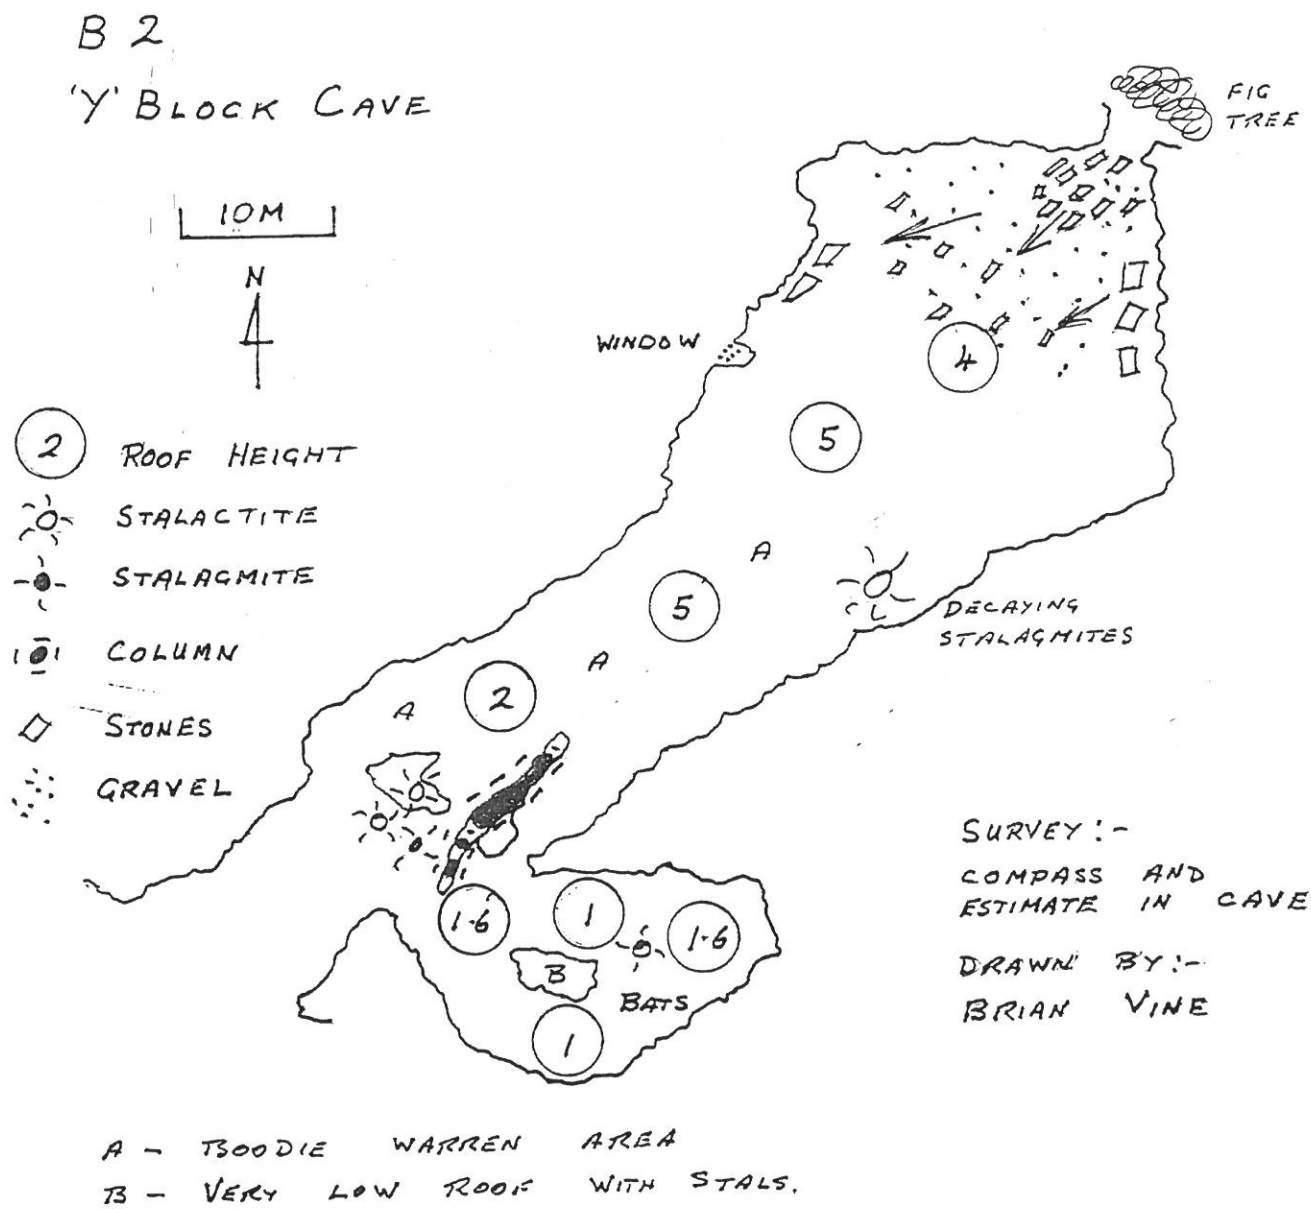 B 2
'Y' BLOCK CAVE
FIG
TREE
10M
N
WINDOW
4
5
2 ROOF HEIGHT
STALACTITE
STALAGMITE
COLUMN
STONES
GRAVEL
A
5
DECAYING
STALAGMITES
A
2
A
1.6
1
1.6
B
BATS
1
SURVEY:-
COMPASS AND
ESTIMATE IN CAVE
DRAWN BY:-
BRIAN VINE
A - BOODIE WARREN AREA
B - VERY LOW ROOF WITH STALS.